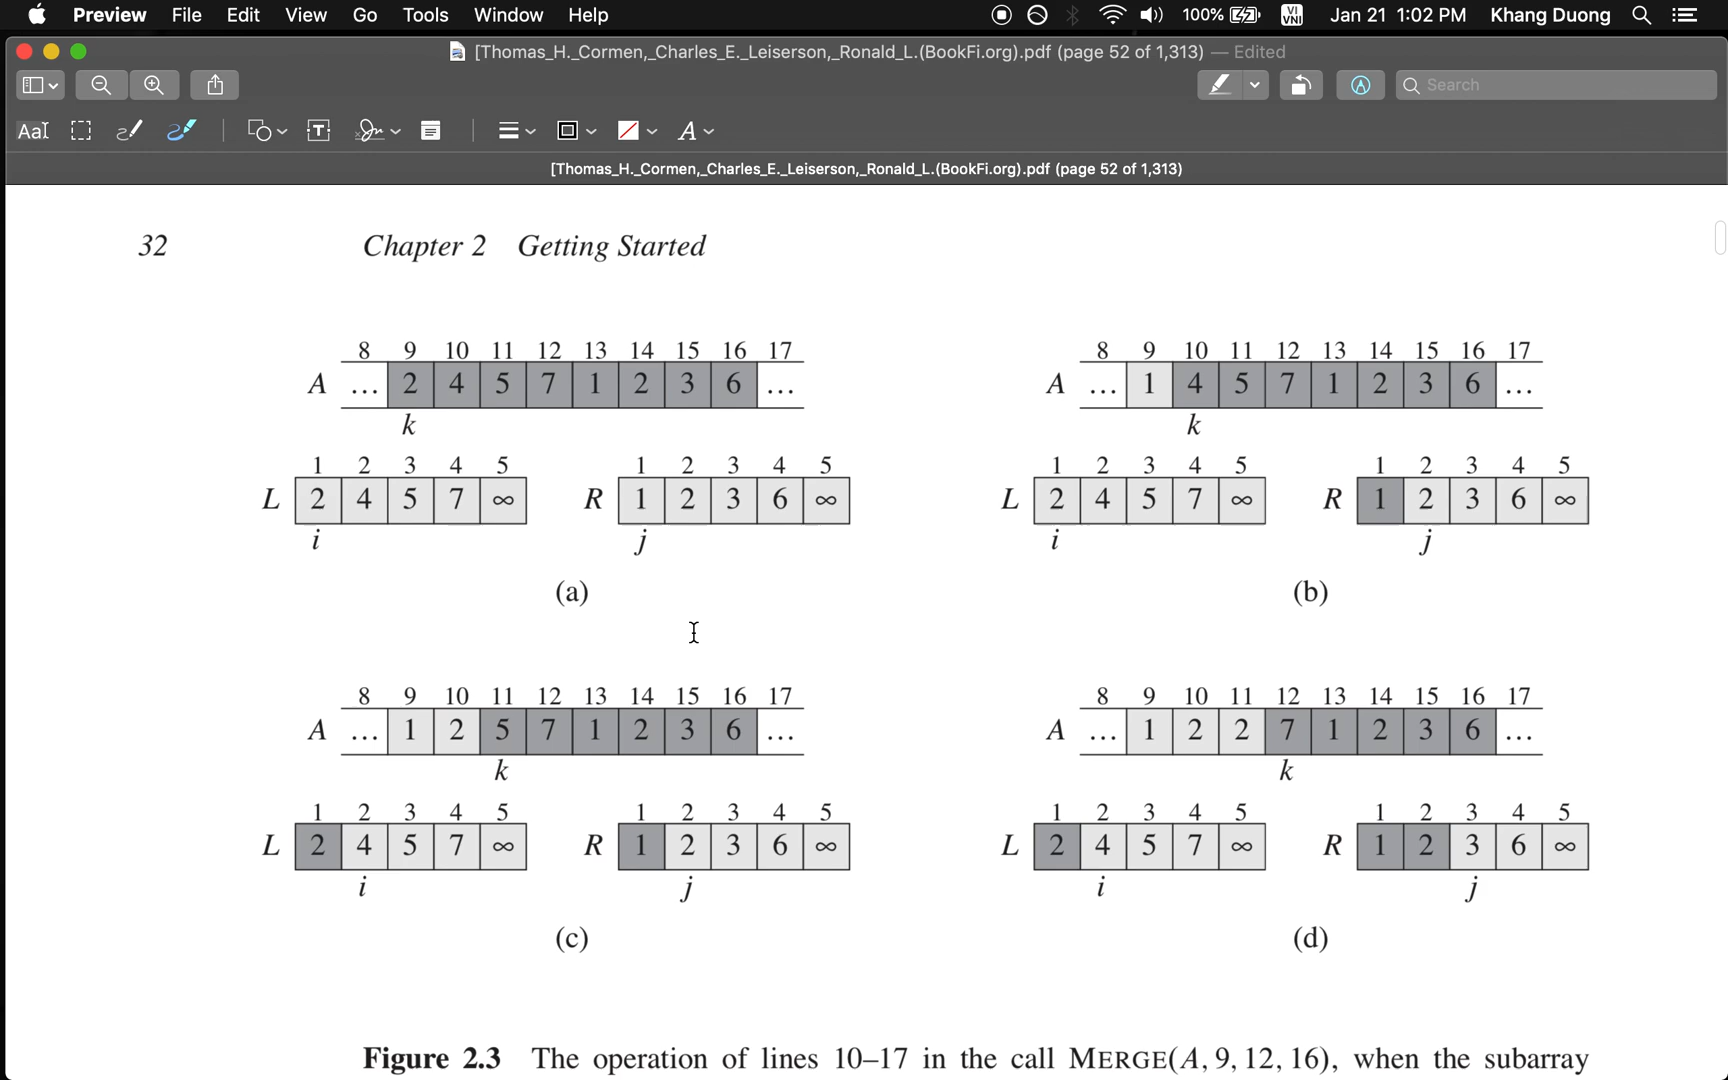 Preview File Edit View Go Tools Window Help 100% VI VNI Jan 21 1:02 PM Khang Duong
[Thomas_H._Cormen,_Charles_E._Leiserson,_Ronald_L.(BookFi.org).pdf (page 52 of 1,313) — Edited
Search
AaI T A
[Thomas_H._Cormen,_Charles_E._Leiserson,_Ronald_L.(BookFi.org).pdf (page 52 of 1,313)
32 Chapter 2 Getting Started
8 9 10 11 12 13 14 15 16 17
A … 2 4 5 7 1 2 3 6 …
k
1 2 3 4 5 1 2 3 4 5
L 2 4 5 7 ∞ R 1 2 3 6 ∞
i j
(a)
8 9 10 11 12 13 14 15 16 17
A … 1 4 5 7 1 2 3 6 …
k
1 2 3 4 5 1 2 3 4 5
L 2 4 5 7 ∞ R 1 2 3 6 ∞
i j
(b)
8 9 10 11 12 13 14 15 16 17
A … 1 2 5 7 1 2 3 6 …
k
1 2 3 4 5 1 2 3 4 5
L 2 4 5 7 ∞ R 1 2 3 6 ∞
i j
(c)
8 9 10 11 12 13 14 15 16 17
A … 1 2 2 7 1 2 3 6 …
k
1 2 3 4 5 1 2 3 4 5
L 2 4 5 7 ∞ R 1 2 3 6 ∞
i j
(d)
Figure 2.3 The operation of lines 10–17 in the call MERGE(A, 9, 12, 16), when the subarray